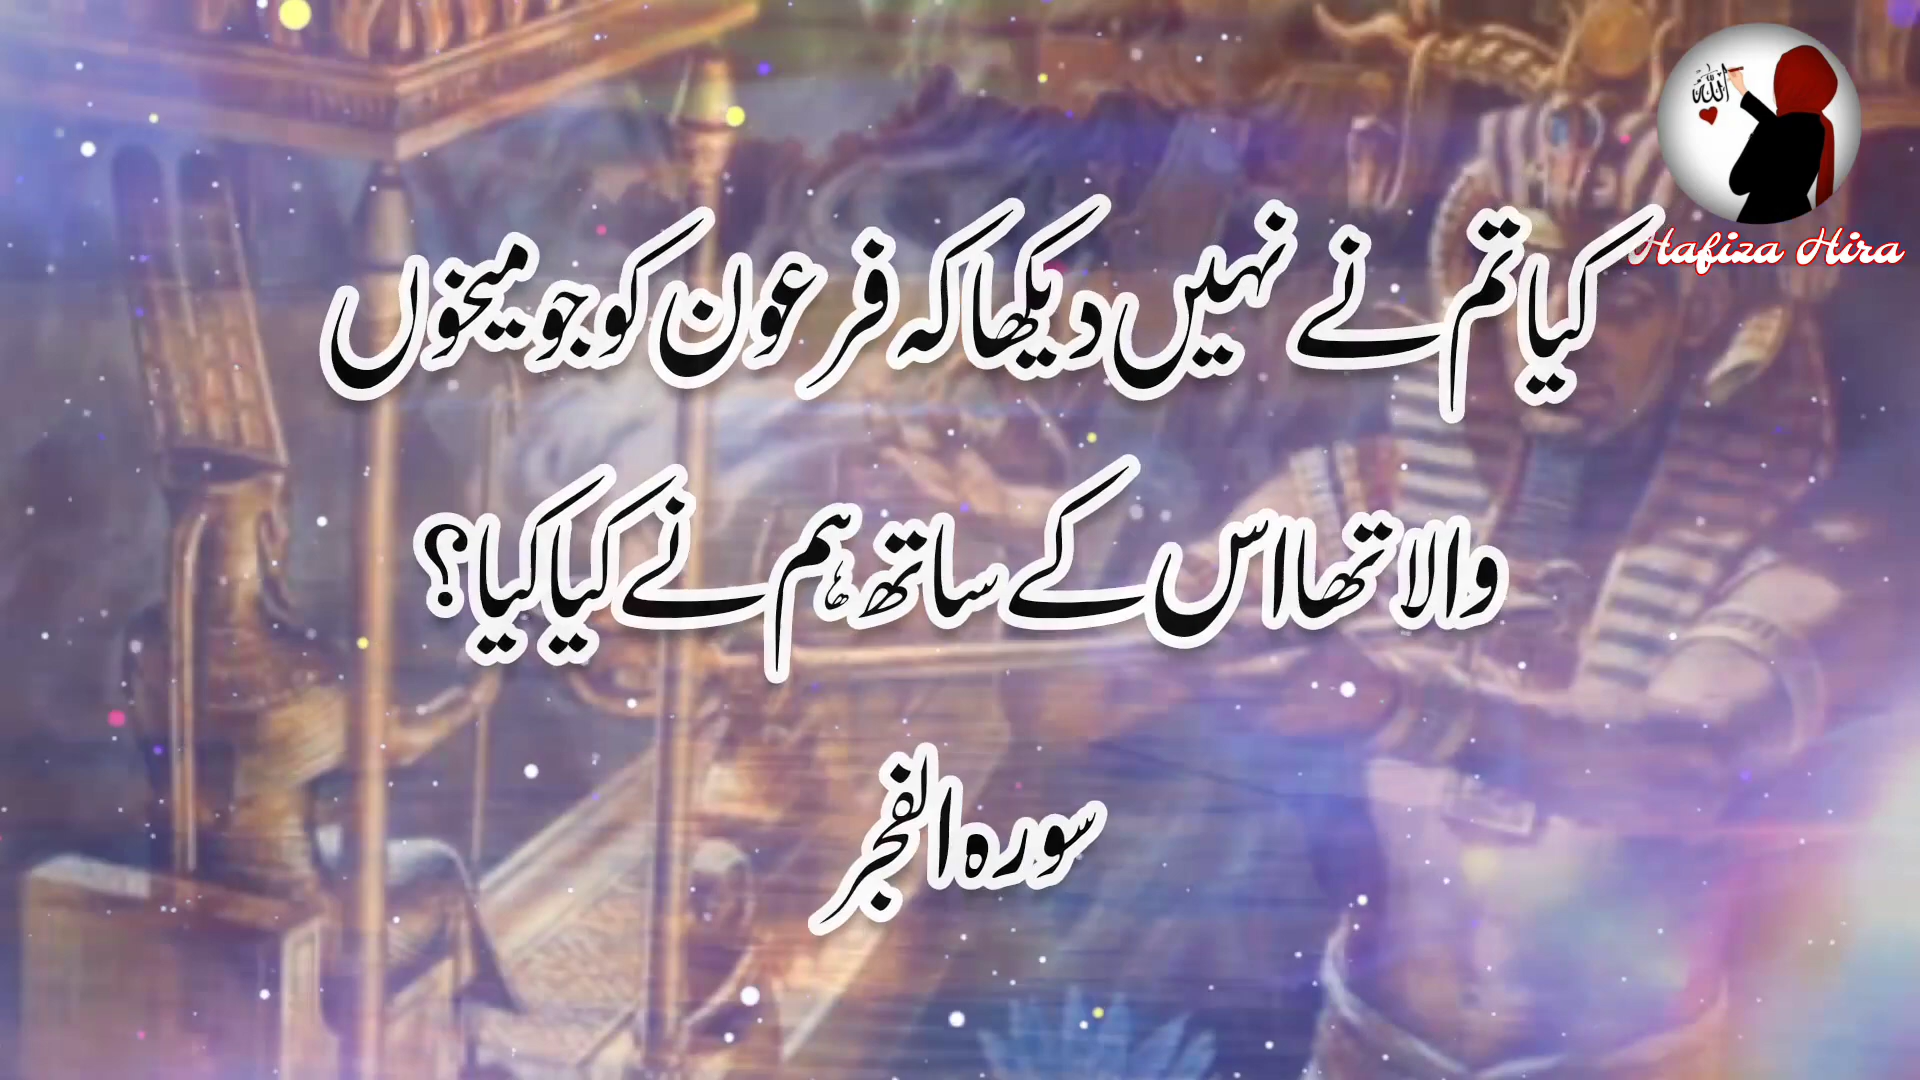 کیا تم نے نہیں دیکھا کہ فرعون کو جو میخوں
والا تھا اس کے ساتھ ہم نے کیا کیا؟
سورہ الفجر
الله
Hafiza Hira